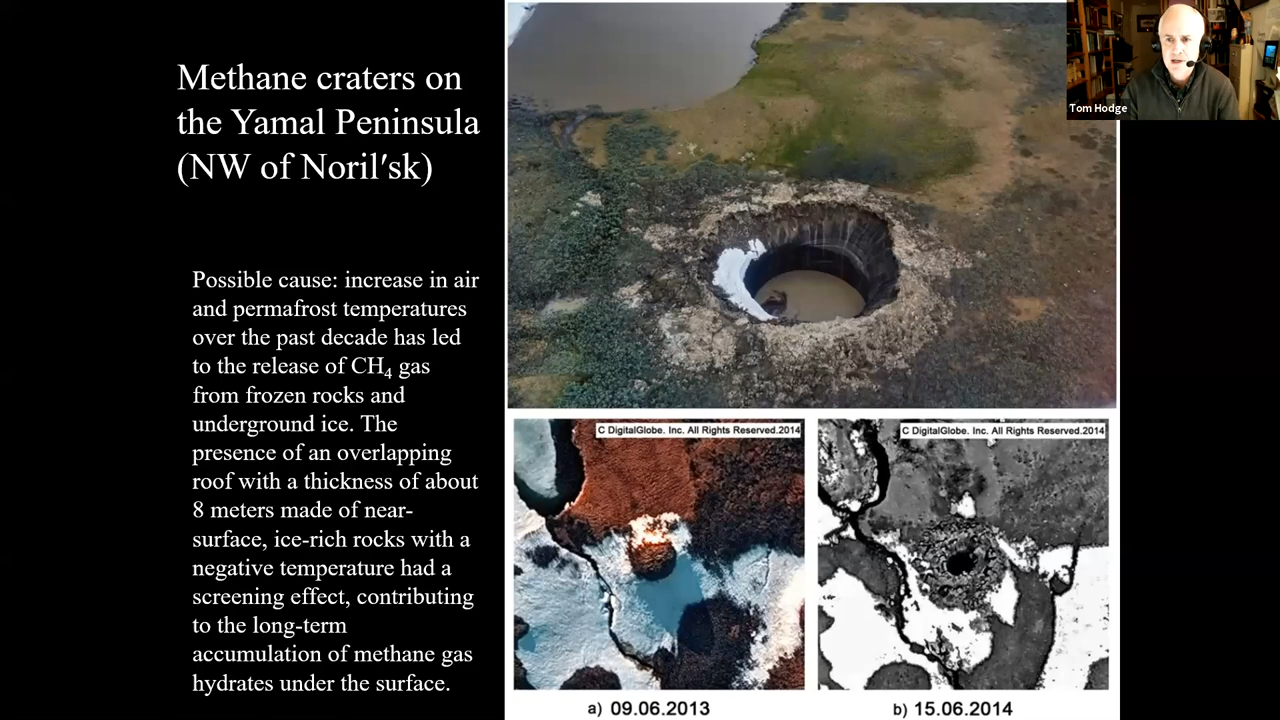 Methane craters on
the Yamal Peninsula
(NW of Noril′sk)
Possible cause: increase in air
and permafrost temperatures
over the past decade has led
to the release of CH₄ gas
from frozen rocks and
underground ice. The
presence of an overlapping
roof with a thickness of about
8 meters made of near-
surface, ice-rich rocks with a
negative temperature had a
screening effect, contributing
to the long-term
accumulation of methane gas
hydrates under the surface.
Tom Hodge
C DigitalGlobe. Inc. All Rights Reserved.2014
C DigitalGlobe. Inc. All Rights Reserved.2014
a) 09.06.2013
b) 15.06.2014